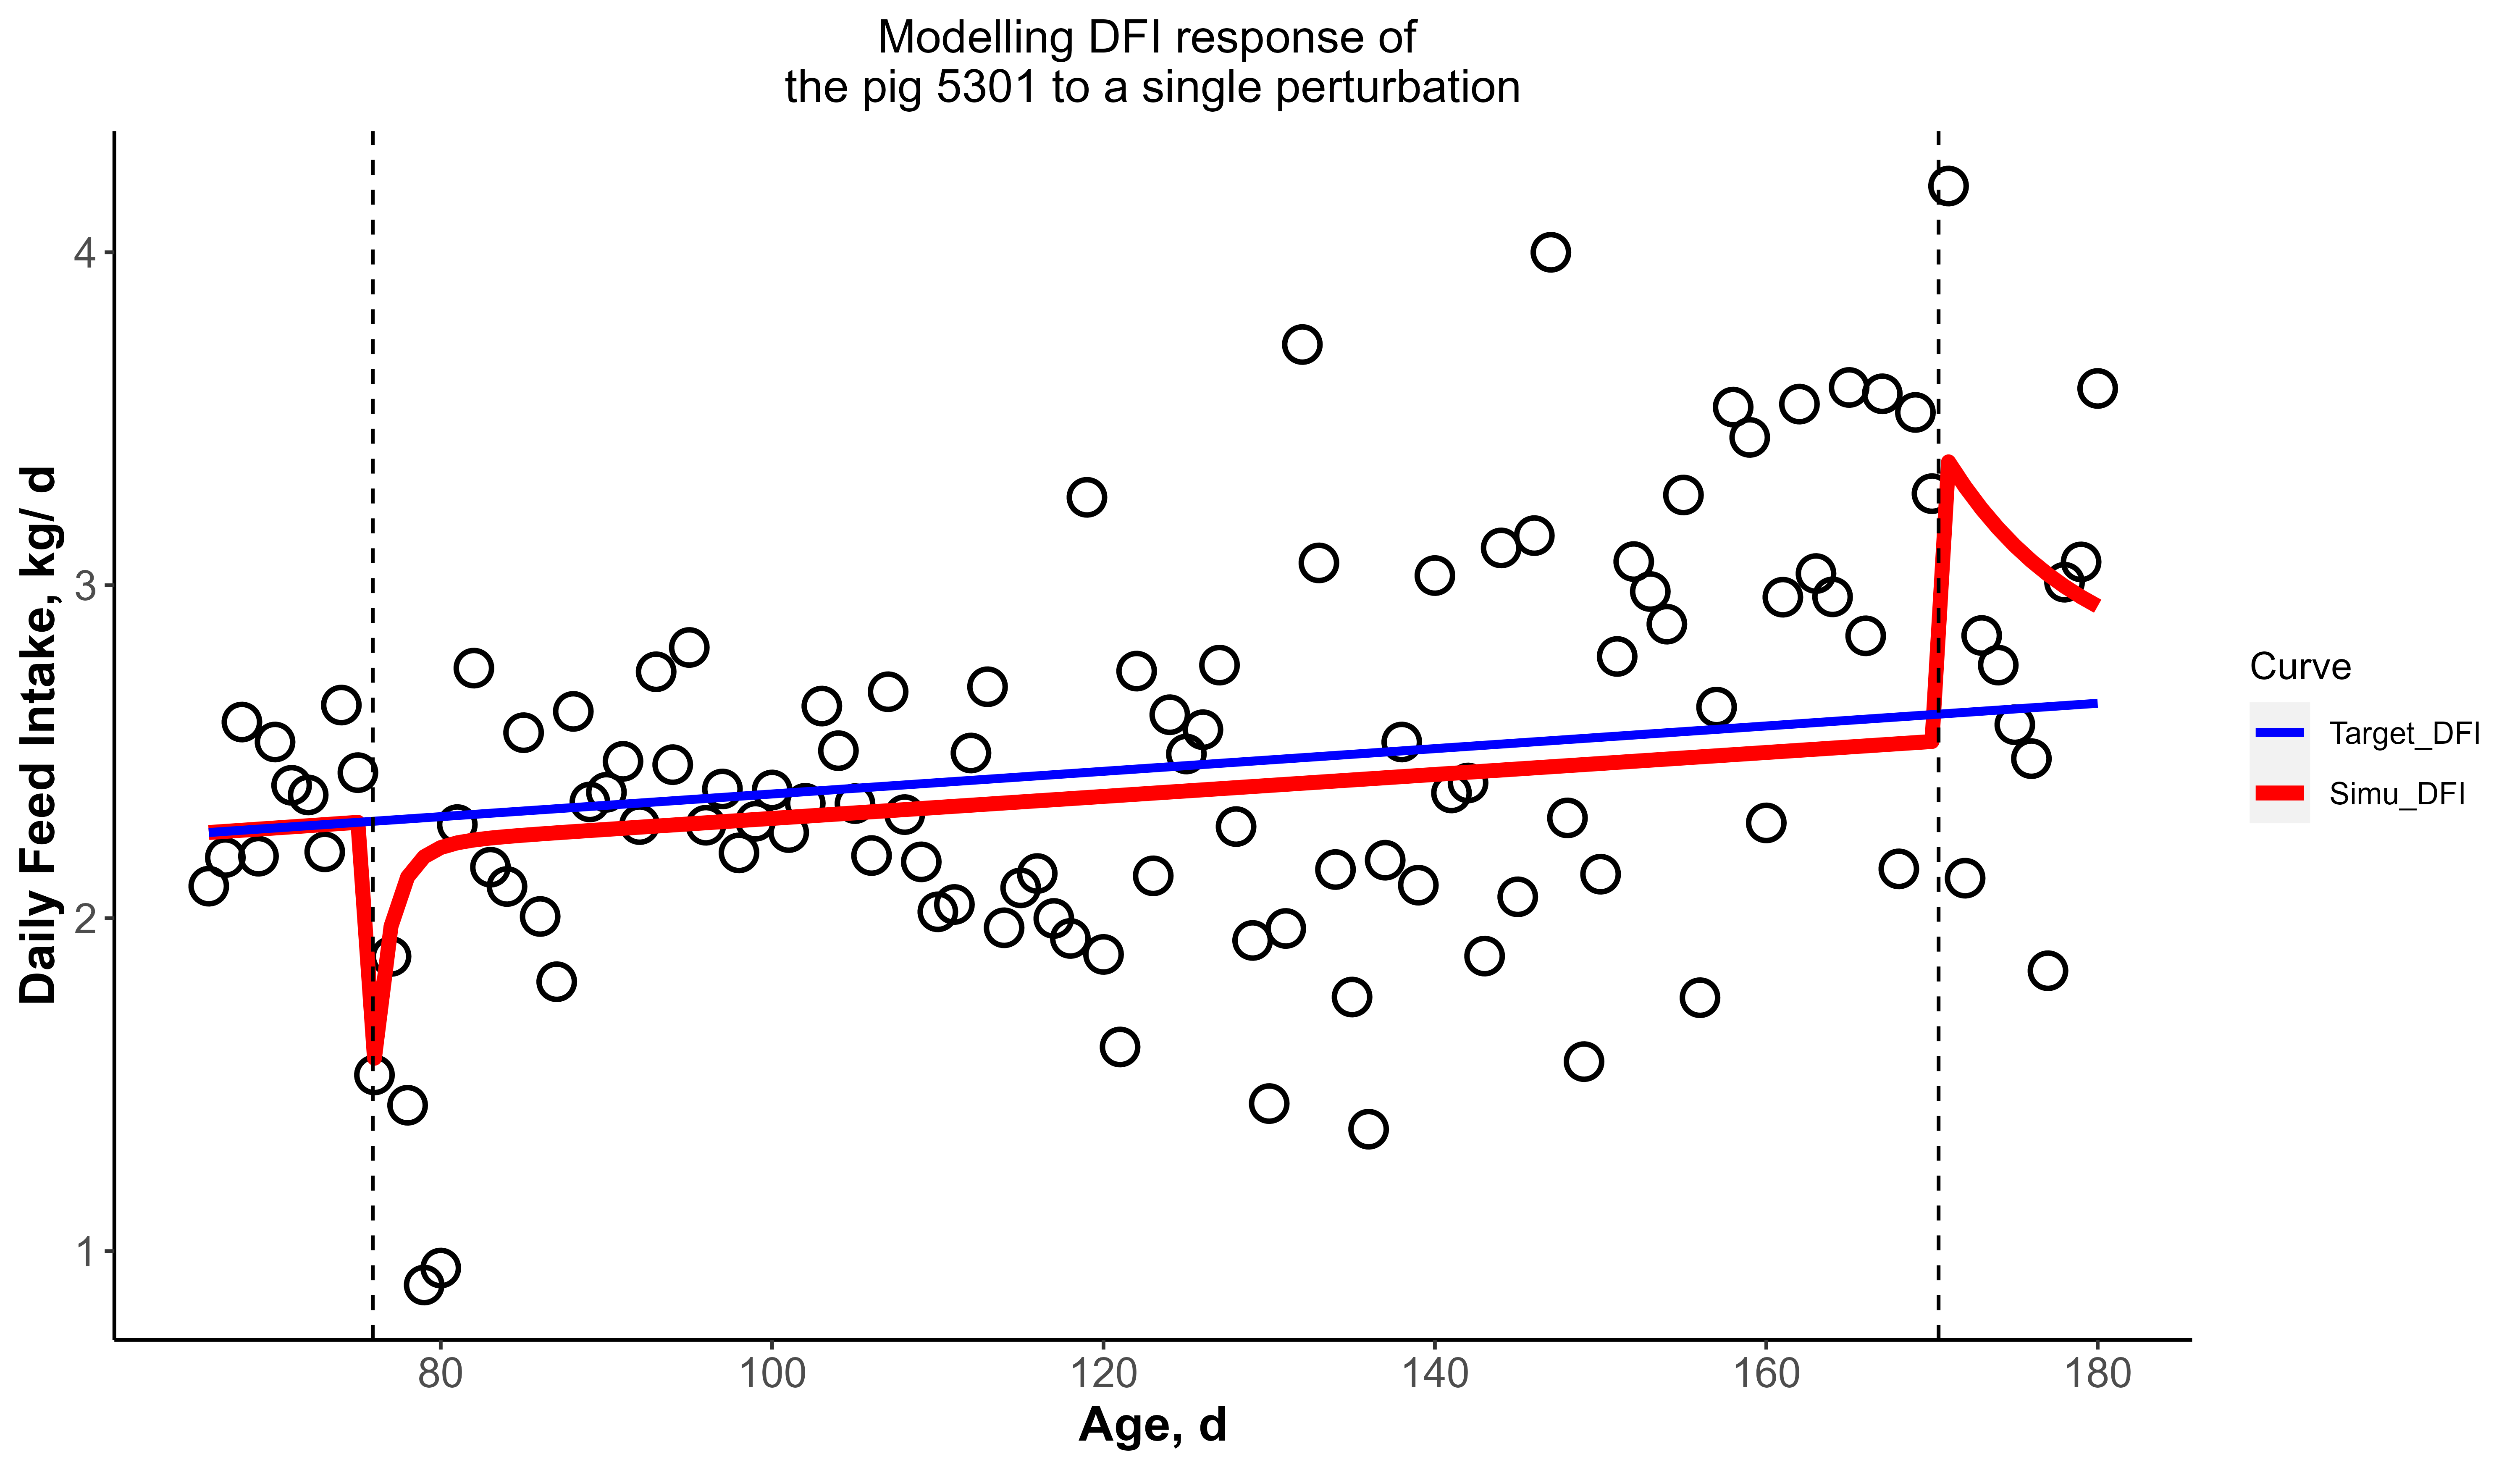 Modelling DFI response of
the pig 5301 to a single perturbation
Daily Feed Intake, kg/ d
4
3
2
1
80
100
120
140
160
180
Age, d
Curve
Target_DFI
Simu_DFI